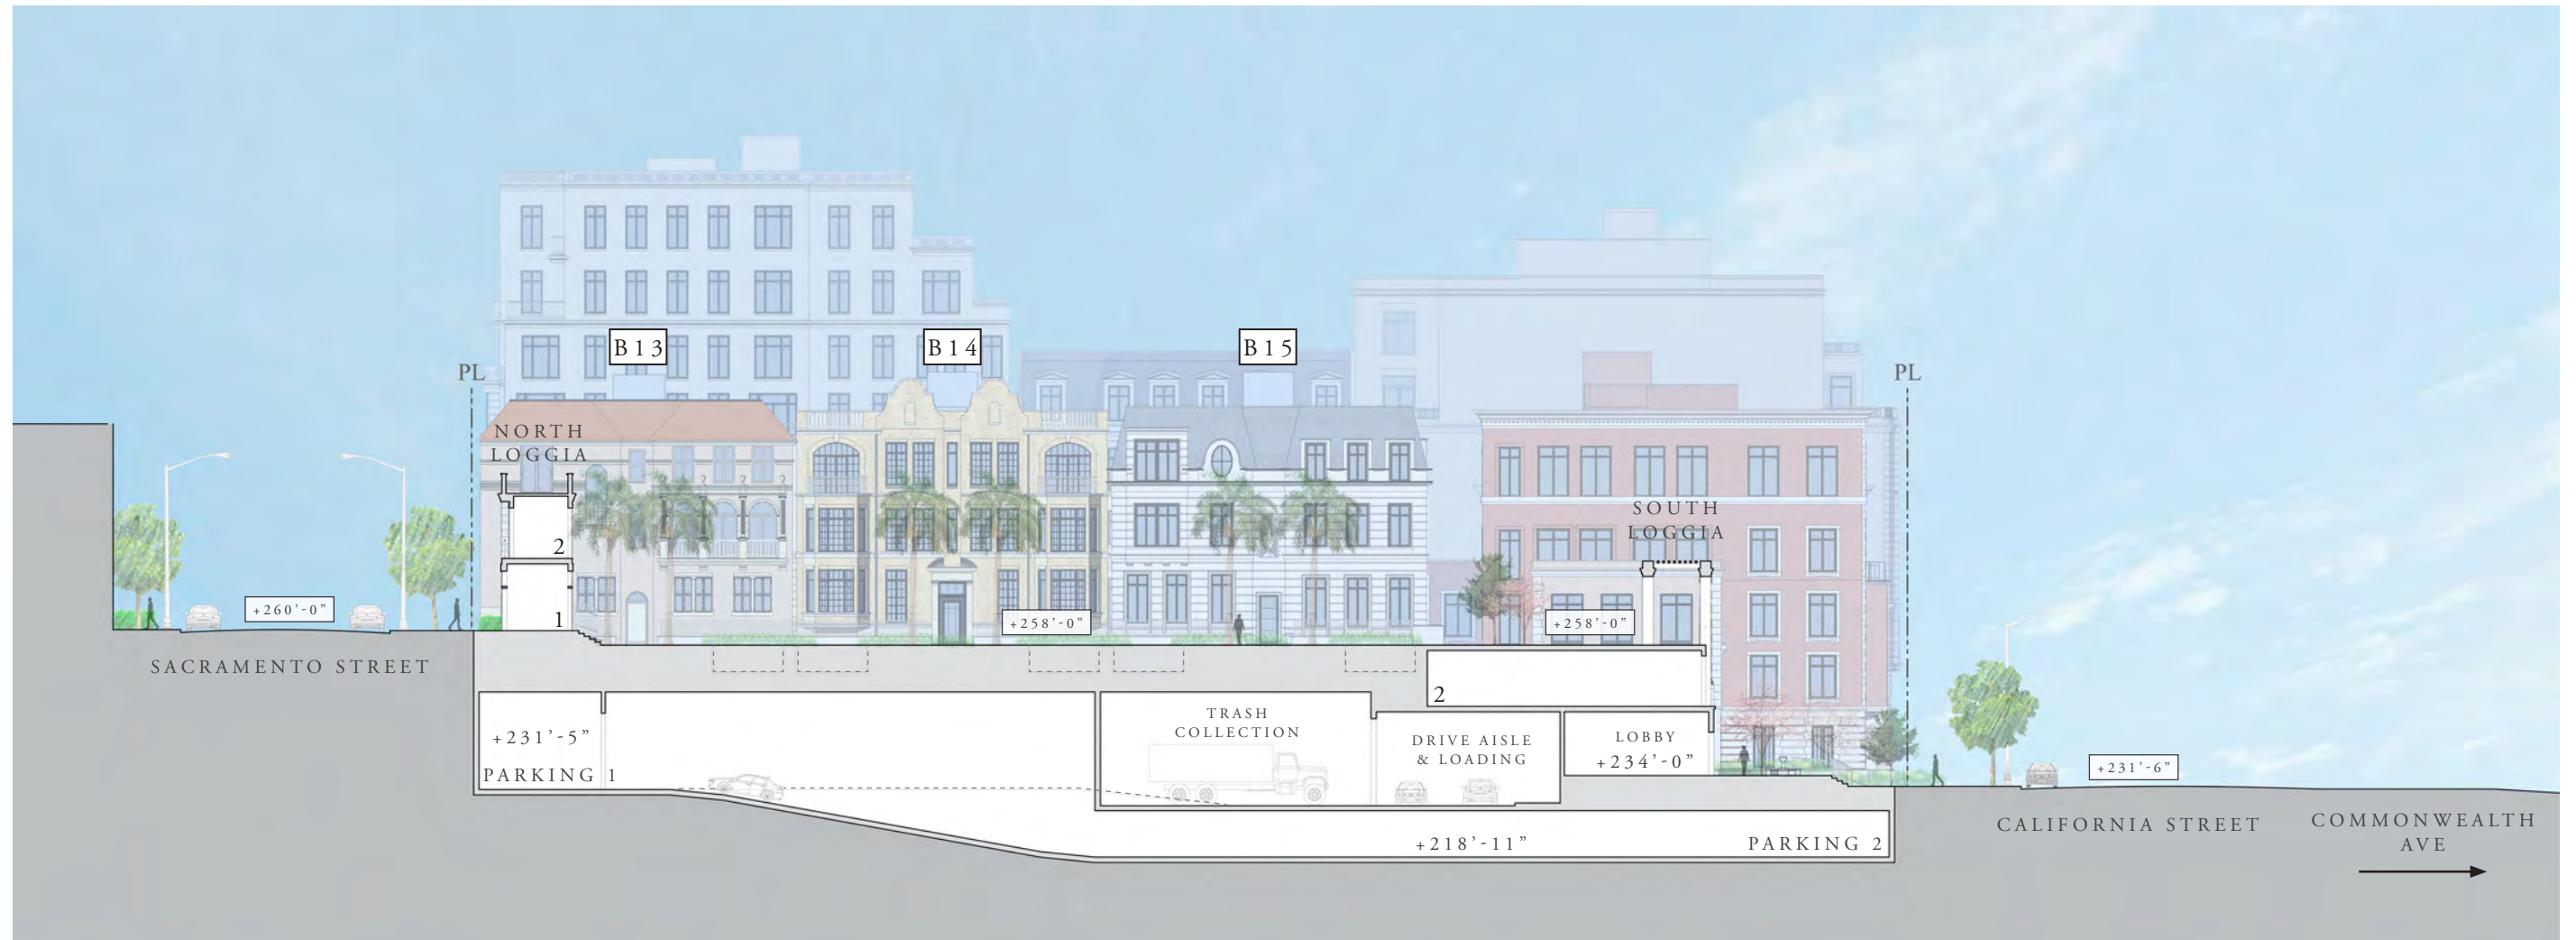 B13
B14
B15
PL
PL
NORTH
LOGGIA
SOUTH
LOGGIA
2
1
+260’-0”
+258’-0”
+258’-0”
SACRAMENTO STREET
2
+231’-5”
PARKING 1
TRASH
COLLECTION
DRIVE AISLE
& LOADING
LOBBY
+234’-0”
+231’-6”
+218’-11”
PARKING 2
CALIFORNIA STREET
COMMONWEALTH
AVE